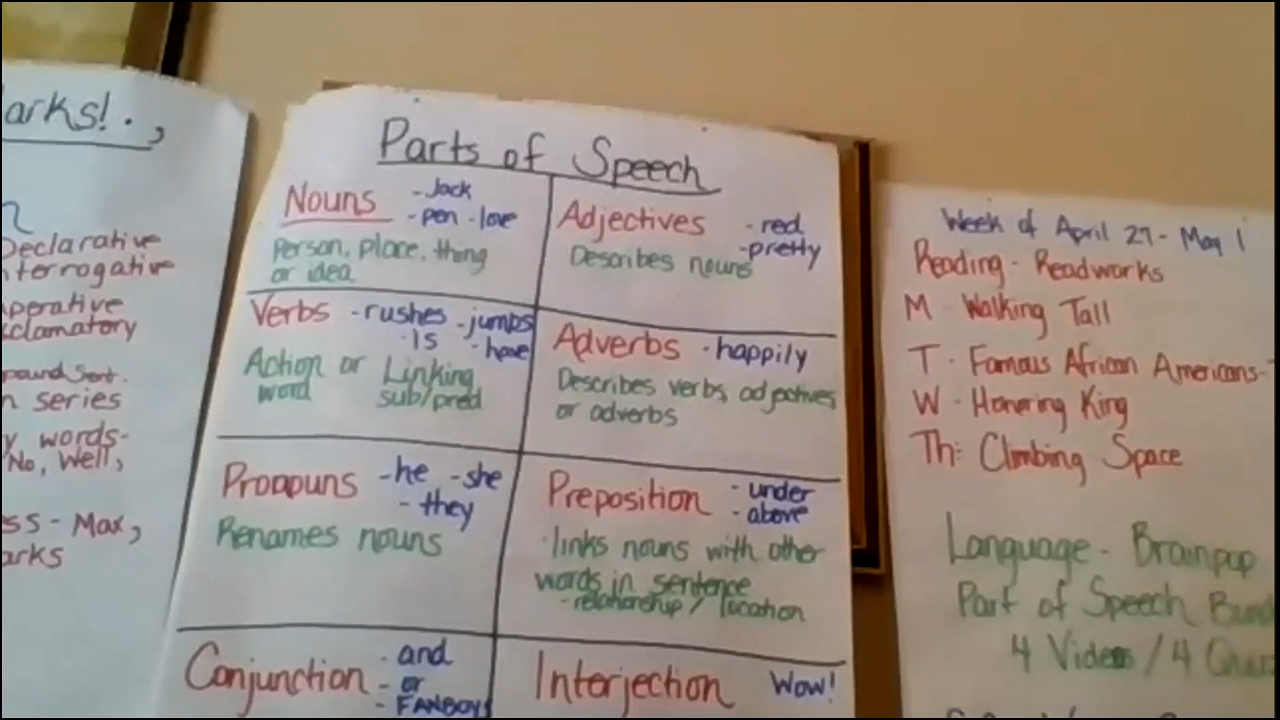 arks!.,
Declarative
nterrogative
perative
clamatory
n series
y words-
No, Well,
ess - Max,
arks
Parts of Speech
Nouns - Jack
- pen - love
Person, place, thing
or idea
Adjectives - red
- pretty
Describes nouns
Verbs - rushes - jumps
- Is - have
Action or Linking
word sub/pred
Adverbs - happily
Describes verbs, adjectives
or adverbs
Pronouns - he - she
- they
Renames nouns
Preposition - under
- above
- links nouns with other
words in sentence
- relationship / location
Conjunction - and
- or
- FANBOYS
Interjection Wow!
Week of April 27 - May 1
Reading - Readworks
M - Walking Tall
T - Famous African Americans -
W - Honoring King
Th: Climbing Space
Language - Brainpop
Part of Speech Bund
4 Videos / 4 Quiz